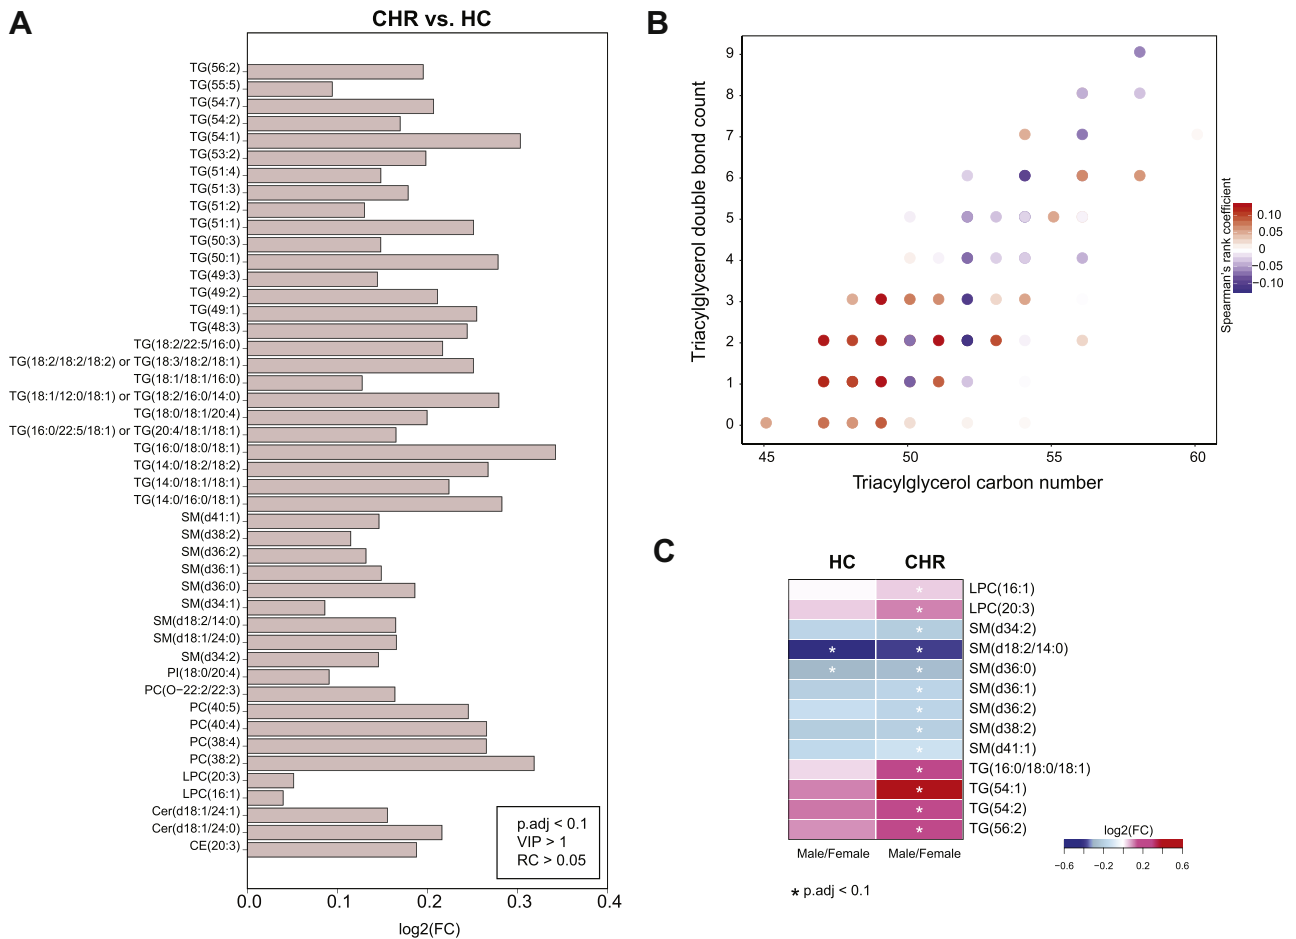 A
CHR vs. HC
TG(56:2)
TG(55:5)
TG(54:7)
TG(54:2)
TG(54:1)
TG(53:2)
TG(51:4)
TG(51:3)
TG(51:2)
TG(51:1)
TG(50:3)
TG(50:1)
TG(49:3)
TG(49:2)
TG(49:1)
TG(48:3)
TG(18:2/22:5/16:0)
TG(18:2/18:2/18:2) or TG(18:3/18:2/18:1)
TG(18:1/18:1/16:0)
TG(18:1/12:0/18:1) or TG(18:2/16:0/14:0)
TG(18:0/18:1/20:4)
TG(16:0/22:5/18:1) or TG(20:4/18:1/18:1)
TG(16:0/18:0/18:1)
TG(14:0/18:2/18:2)
TG(14:0/18:1/18:1)
TG(14:0/16:0/18:1)
SM(d41:1)
SM(d38:2)
SM(d36:2)
SM(d36:1)
SM(d36:0)
SM(d34:1)
SM(d18:2/14:0)
SM(d18:1/24:0)
SM(d34:2)
PI(18:0/20:4)
PC(O−22:2/22:3)
PC(40:5)
PC(40:4)
PC(38:4)
PC(38:2)
LPC(20:3)
LPC(16:1)
Cer(d18:1/24:1)
Cer(d18:1/24:0)
CE(20:3)
p.adj < 0.1
VIP > 1
RC > 0.05
0.0 0.1 0.2 0.3 0.4
log2(FC)
B
Triacylglycerol double bond count
9
8
7
6
5
4
3
2
1
0
45 50 55 60
Triacylglycerol carbon number
Spearman's rank coefficient
0.10
0.05
0
−0.05
−0.10
C
HC CHR
* LPC(16:1)
* LPC(20:3)
* SM(d34:2)
* * SM(d18:2/14:0)
* * SM(d36:0)
* SM(d36:1)
* SM(d36:2)
* SM(d38:2)
* SM(d41:1)
* TG(16:0/18:0/18:1)
* TG(54:1)
* TG(54:2)
* TG(56:2)
Male/Female Male/Female
* p.adj < 0.1
log2(FC)
−0.6 −0.2 0.2 0.6